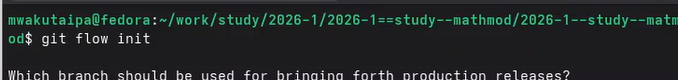 mwakutaipa@fedora:~/work/study/2026-1/2026-1==study--mathmod/2026-1--study--matm
od$ git flow init
Which branch should be used for bringing forth production releases?